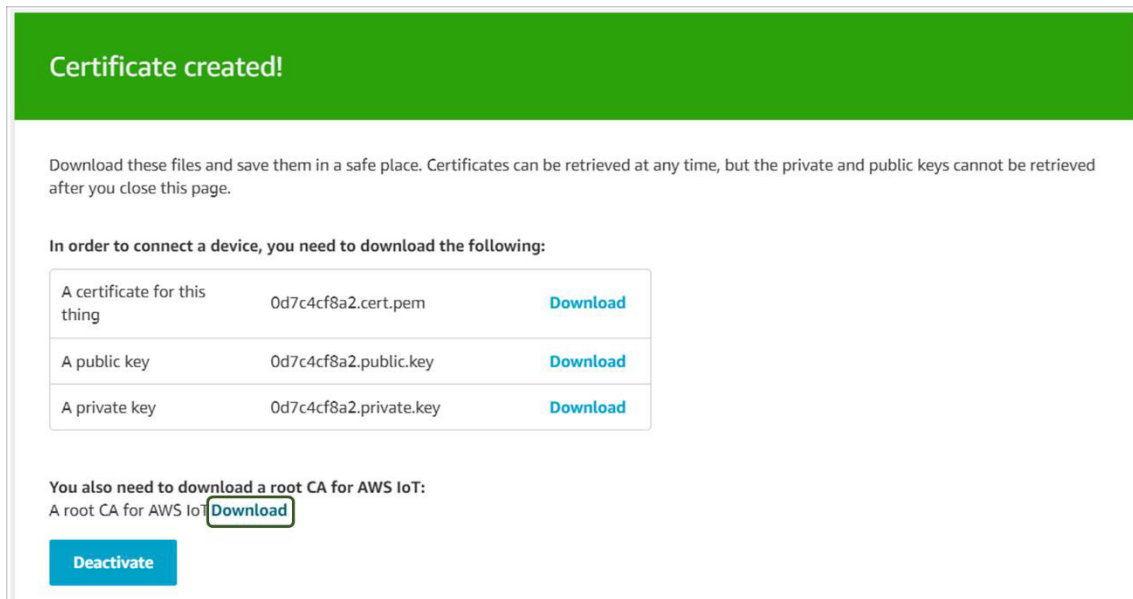 Certificate created!
Download these files and save them in a safe place. Certificates can be retrieved at any time, but the private and public keys cannot be retrieved
after you close this page.
In order to connect a device, you need to download the following:
A certificate for this
thing
0d7c4cf8a2.cert.pem
Download
A public key 0d7c4cf8a2.public.key Download
A private key 0d7c4cf8a2.private.key Download
You also need to download a root CA for AWS IoT:
A root CA for AWS IoT Download
Deactivate